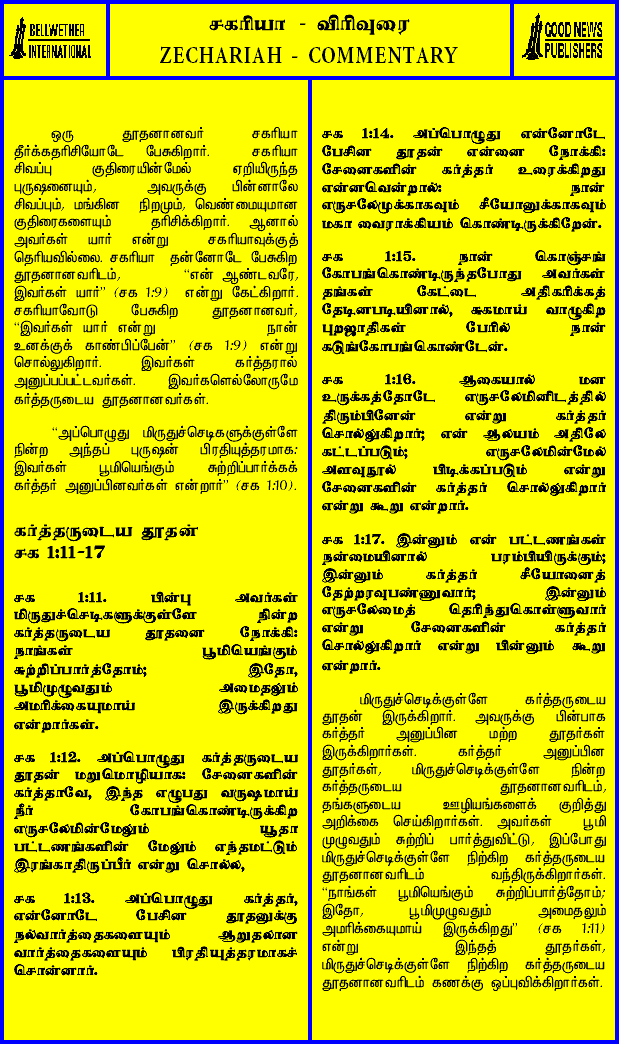 BELLWETHER
INTERNATIONAL
சகரியா - விரிவுரை
ZECHARIAH - COMMENTARY
GOOD NEWS
PUBLISHERS
ஒரு தூதனானவர் சகரியா
தீர்க்கதரிசியோடே பேசுகிறார். சகரியா
சிவப்பு குதிரையின்மேல் ஏறியிருந்த
புருஷனையும், அவருக்கு பின்னாலே
சிவப்பும், மங்கின நிறமும், வெண்மையுமான
குதிரைகளையும் தரிசிக்கிறார். ஆனால்
அவர்கள் யார் என்று சகரியாவுக்குத்
தெரியவில்லை. சகரியா தன்னோடே பேசுகிற
தூதனானவரிடம், “என் ஆண்டவரே,
இவர்கள் யார்” (சக 1:9) என்று கேட்கிறார்.
சகரியாவோடு பேசுகிற தூதனானவர்,
“இவர்கள் யார் என்று நான்
உனக்குக் காண்பிப்பேன்” (சக 1:9) என்று
சொல்லுகிறார். இவர்கள் கர்த்தரால்
அனுப்பப்பட்டவர்கள். இவர்களெல்லோருமே
கர்த்தருடைய தூதனானவர்கள்.
“அப்பொழுது மிருதுச்செடிகளுக்குள்ளே
நின்ற அந்தப் புருஷன் பிரதியுத்தரமாக:
இவர்கள் பூமியெங்கும் சுற்றிப்பார்க்கக்
கர்த்தர் அனுப்பினவர்கள் என்றார்” (சக 1:10).
கர்த்தருடைய தூதன்
சக 1:11-17
சக 1:11. பின்பு அவர்கள்
மிருதுச்செடிகளுக்குள்ளே நின்ற
கர்த்தருடைய தூதனை நோக்கி:
நாங்கள் பூமியெங்கும்
சுற்றிப்பார்த்தோம்; இதோ,
பூமிமுழுவதும் அமைதலும்
அமரிக்கையுமாய் இருக்கிறது
என்றார்கள்.
சக 1:12. அப்பொழுது கர்த்தருடைய
தூதன் மறுமொழியாக: சேனைகளின்
கர்த்தாவே, இந்த எழுபது வருஷமாய்
நீர் கோபங்கொண்டிருக்கிற
எருசலேமின்மேலும் யூதா
பட்டணங்களின் மேலும் எந்தமட்டும்
இரங்காதிருப்பீர் என்று சொல்ல,
சக 1:13. அப்பொழுது கர்த்தர்,
என்னோடே பேசின தூதனுக்கு
நல்வார்த்தைகளையும் ஆறுதலான
வார்த்தைகளையும் பிரதியுத்தரமாகச்
சொன்னார்.
சக 1:14. அப்பொழுது என்னோடே
பேசின தூதன் என்னை நோக்கி:
சேனைகளின் கர்த்தர் உரைக்கிறது
என்னவென்றால்: நான்
எருசலேமுக்காகவும் சீயோனுக்காகவும்
மகா வைராக்கியம் கொண்டிருக்கிறேன்.
சக 1:15. நான் கொஞ்சங்
கோபங்கொண்டிருந்தபோது அவர்கள்
தங்கள் கேட்டை அதிகரிக்கத்
தேடினபடியினால், சுகமாய் வாழுகிற
புறஜாதிகள் பேரில் நான்
கடுங்கோபங்கொண்டேன்.
சக 1:16. ஆகையால் மன
உருக்கத்தோடே எருசலேமினிடத்தில்
திரும்பினேன் என்று கர்த்தர்
சொல்லுகிறார்; என் ஆலயம் அதிலே
கட்டப்படும்; எருசலேமின்மேல்
அளவுநூல் பிடிக்கப்படும் என்று
சேனைகளின் கர்த்தர் சொல்லுகிறார்
என்று கூறு என்றார்.
சக 1:17. இன்னும் என் பட்டணங்கள்
நன்மையினால் பரம்பியிருக்கும்;
இன்னும் கர்த்தர் சீயோனைத்
தேற்றரவுபண்ணுவார்; இன்னும்
எருசலேமைத் தெரிந்துகொள்ளுவார்
என்று சேனைகளின் கர்த்தர்
சொல்லுகிறார் என்று பின்னும் கூறு
என்றார்.
மிருதுச்செடிக்குள்ளே கர்த்தருடைய
தூதன் இருக்கிறார். அவருக்கு பின்பாக
கர்த்தர் அனுப்பின மற்ற தூதர்கள்
இருக்கிறார்கள். கர்த்தர் அனுப்பின
தூதர்கள், மிருதுச்செடிக்குள்ளே நின்ற
கர்த்தருடைய தூதனானவரிடம்,
தங்களுடைய ஊழியங்களைக் குறித்து
அறிக்கை செய்கிறார்கள். அவர்கள் பூமி
முழுவதும் சுற்றிப் பார்த்துவிட்டு, இப்போது
மிருதுச்செடிக்குள்ளே நிற்கிற கர்த்தருடைய
தூதனானவரிடம் வந்திருக்கிறார்கள்.
“நாங்கள் பூமியெங்கும் சுற்றிப்பார்த்தோம்;
இதோ, பூமிமுழுவதும் அமைதலும்
அமரிக்கையுமாய் இருக்கிறது” (சக 1:11)
என்று இந்தத் தூதர்கள்,
மிருதுச்செடிக்குள்ளே நிற்கிற கர்த்தருடைய
தூதனானவரிடம் கணக்கு ஒப்புவிக்கிறார்கள்.